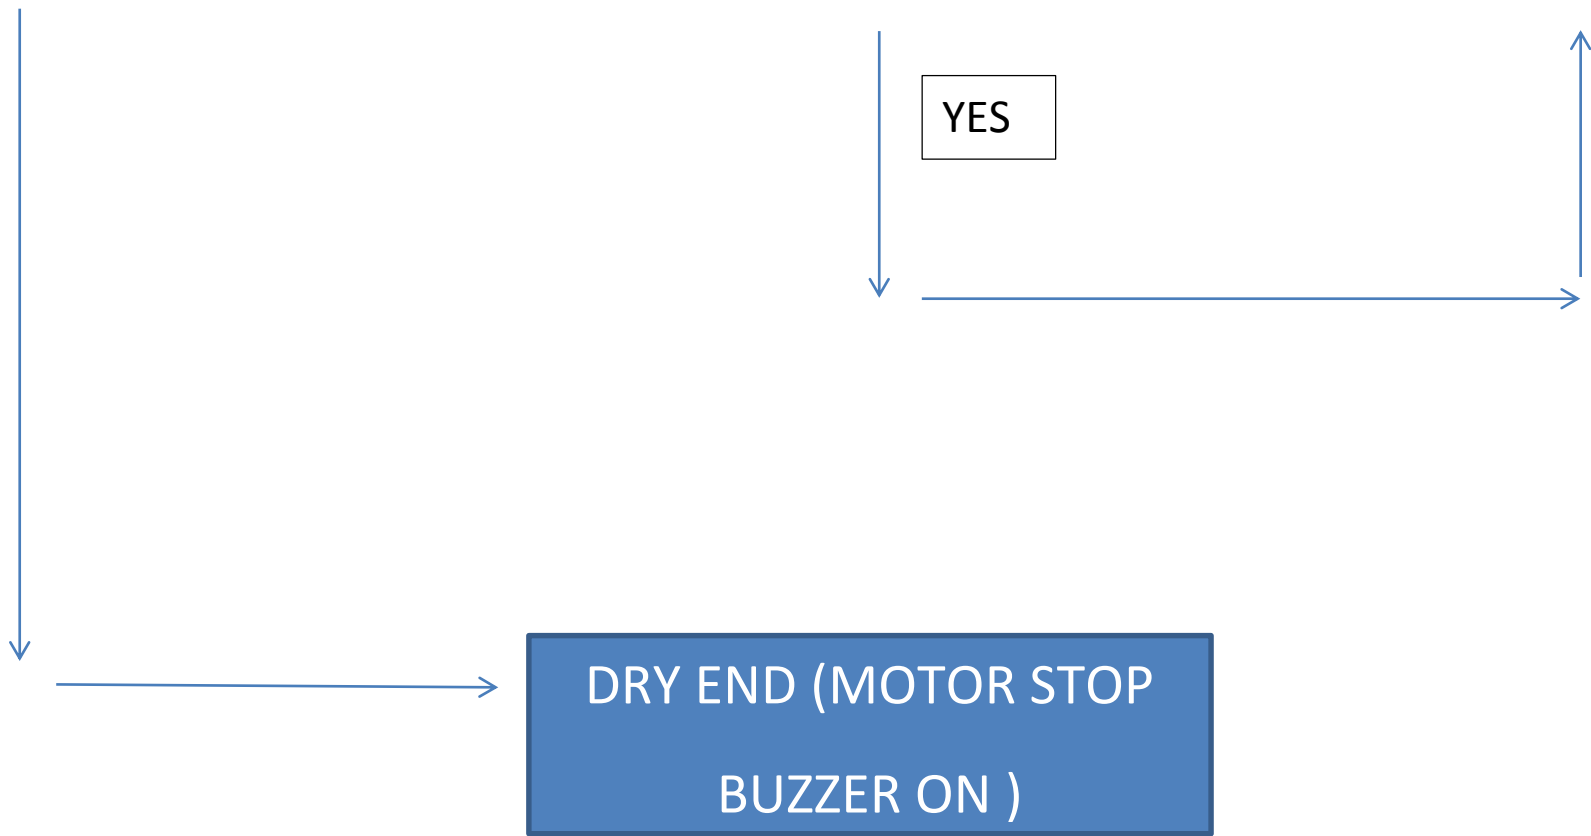 YES
DRY END (MOTOR STOP
BUZZER ON )